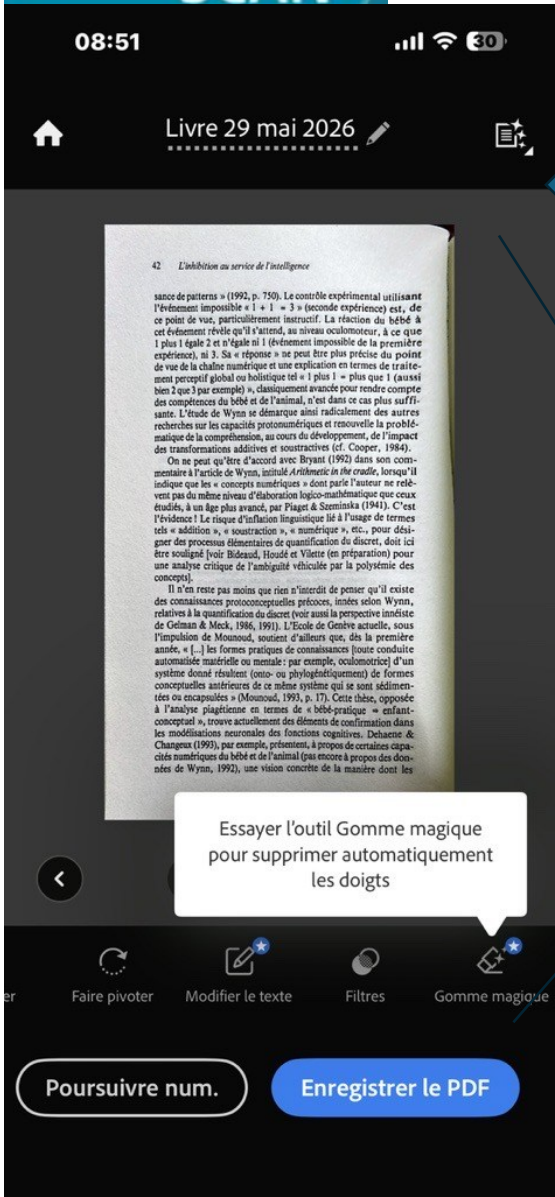 08:51
30
Livre 29 mai 2026
42 L'inhibition au service de l'intelligence
sance de patterns » (1992, p. 750). Le contrôle expérimental utilisant
l'événement impossible « 1 + 1 = 3 » (seconde expérience) est, de
ce point de vue, particulièrement instructif. La réaction du bébé à
cet événement révèle qu'il s'attend, au niveau oculomoteur, à ce que
1 plus 1 égale 2 et n'égale ni 1 (événement impossible de la première
expérience), ni 3. Sa « réponse » ne peut être plus précise du point
de vue de la chaîne numérique et une explication en termes de traite-
ment perceptif global ou holistique tel « 1 plus 1 = plus que 1 (aussi
bien 2 que 3 par exemple) », classiquement avancée pour rendre compte
des compétences du bébé et de l'animal, n'est dans ce cas plus suffi-
sante. L'étude de Wynn se démarque ainsi radicalement des autres
recherches sur les capacités protonumériques et renouvelle la problé-
matique de la compréhension, au cours du développement, de l'impact
des transformations additives et soustractives (cf. Cooper, 1984).
On ne peut qu'être d'accord avec Bryant (1992) dans son com-
mentaire à l'article de Wynn, intitulé Arithmetic in the cradle, lorsqu'il
indique que les « concepts numériques » dont parle l'auteur ne relè-
vent pas du même niveau d'élaboration logico-mathématique que ceux
étudiés, à un âge plus avancé, par Piaget & Szeminska (1941). C'est
l'évidence ! Le risque d'inflation linguistique lié à l'usage de termes
tels « addition », « soustraction », « numérique », etc., pour dési-
gner des processus élémentaires de quantification du discret, doit ici
être souligné [voir Bideaud, Houdé et Vilette (en préparation) pour
une analyse critique de l'ambiguïté véhiculée par la polysémie des
concepts].
Il n'en reste pas moins que rien n'interdit de penser qu'il existe
des connaissances protoconceptuelles précoces, innées selon Wynn,
relatives à la quantification du discret (voir aussi la perspective innéiste
de Gelman & Meck, 1986, 1991). L'Ecole de Genève actuelle, sous
l'impulsion de Mounoud, soutient d'ailleurs que, dès la première
année, « [...] les formes pratiques de connaissances [toute conduite
automatisée matérielle ou mentale : par exemple, oculomotrice] d'un
système donné résultent (onto- ou phylogénétiquement) de formes
conceptuelles antérieures de ce même système qui se sont sédimen-
tées ou encapsulées » (Mounoud, 1993, p. 17). Cette thèse, opposée
à l'analyse piagétienne en termes de « bébé-pratique = enfant-
conceptuel », trouve actuellement des éléments de confirmation dans
les modélisations neuronales des fonctions cognitives. Dehaene &
Changeux (1993), par exemple, présentent, à propos de certaines capa-
cités numériques du bébé et de l'animal (pas encore à propos des don-
nées de Wynn, 1992), une vision concrète de la manière dont les
Essayer l'outil Gomme magique
pour supprimer automatiquement
les doigts
er Faire pivoter Modifier le texte Filtres Gomme magique
Poursuivre num. Enregistrer le PDF